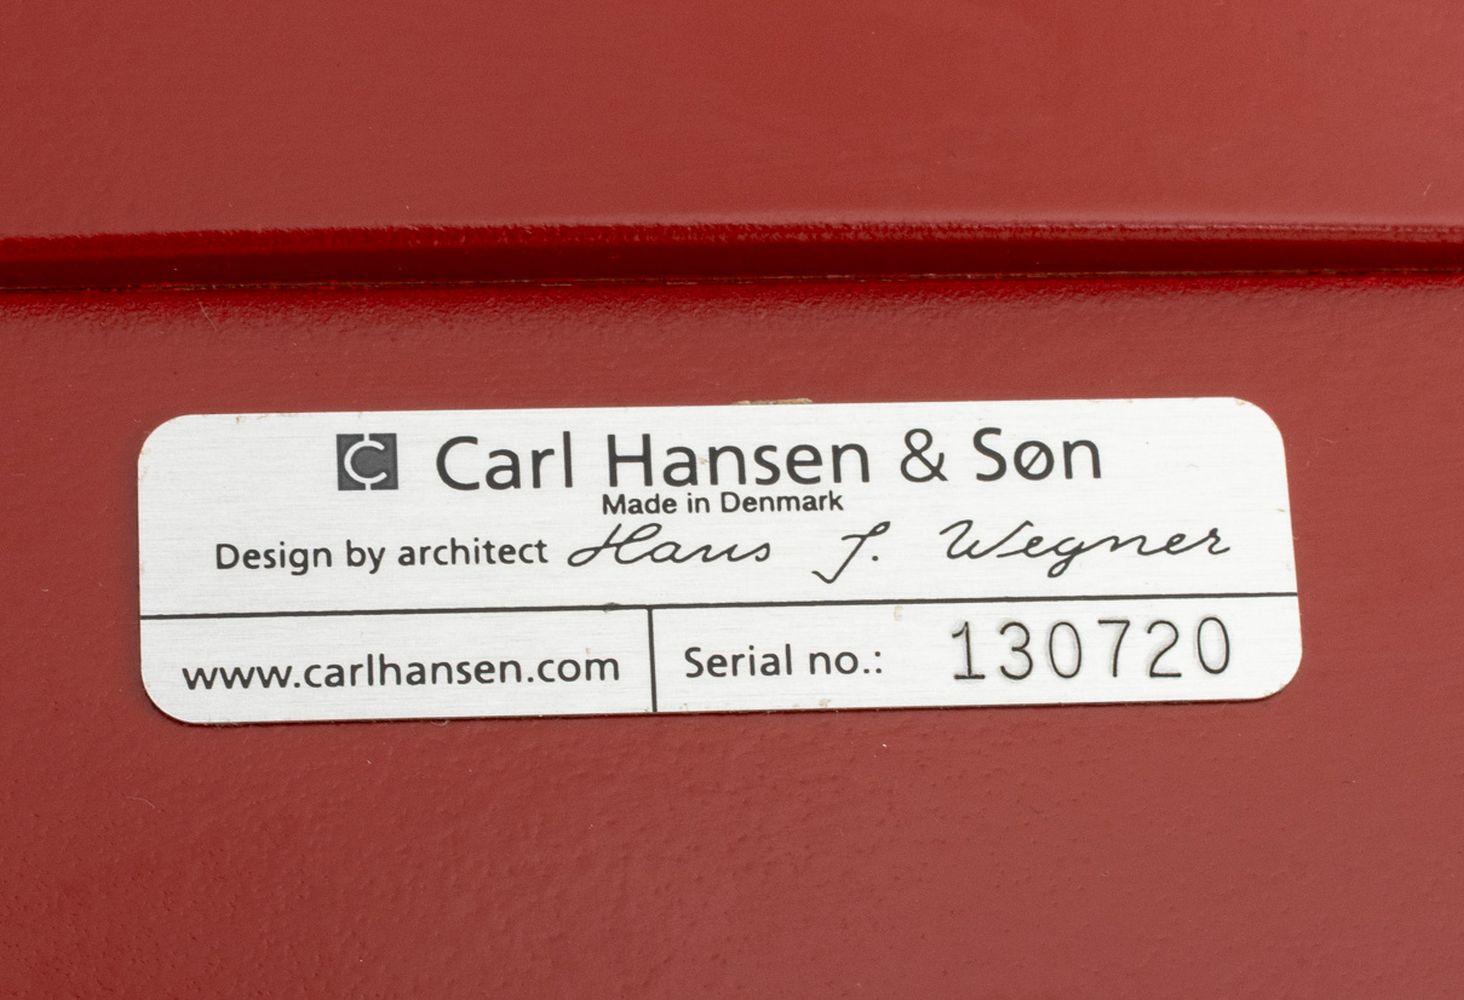 Carl Hansen & Søn
Made in Denmark
Design by architect Hans J. Wegner
www.carlhansen.com
Serial no.: 130720